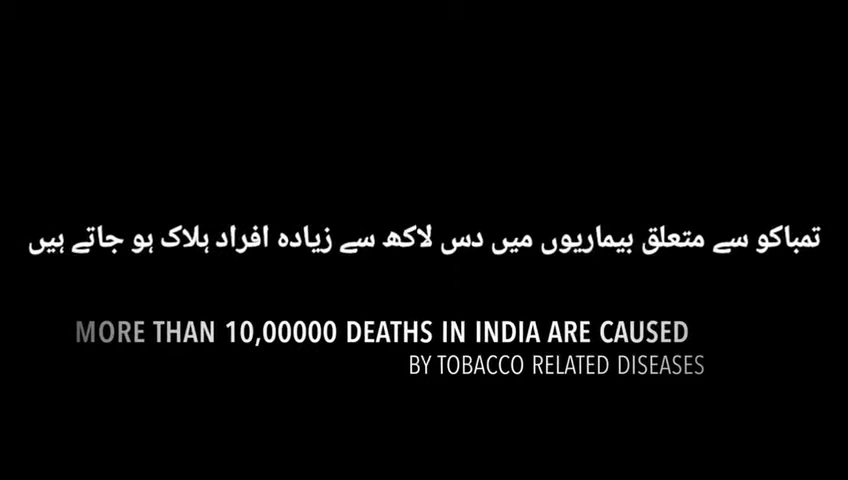 تمباکو سے متعلق بیماریوں میں دس لاکھ سے زیادہ افراد ہلاک ہو جاتے ہیں
MORE THAN 10,00000 DEATHS IN INDIA ARE CAUSED
BY TOBACCO RELATED DISEASES